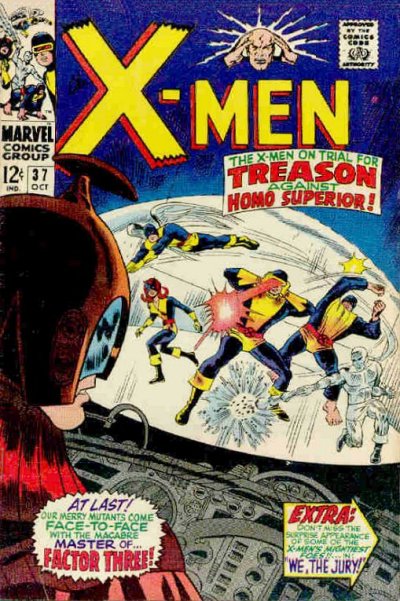 X-MEN
APPROVED
BY THE
COMICS
CODE
AUTHORITY
MARVEL
COMICS
GROUP
12¢ 37
IND. OCT
THE X-MEN ON TRIAL FOR
TREASON
AGAINST
HOMO SUPERIOR!
AT LAST!
OUR MERRY MUTANTS COME
FACE-TO-FACE
WITH THE MACABRE
MASTER OF...
FACTOR THREE!
EXTRA:
DON'T MISS THE
SURPRISE APPEARANCE
OF SOME OF THE
X-MEN'S MIGHTIEST
FOES!... IN
"WE, THE JURY!"